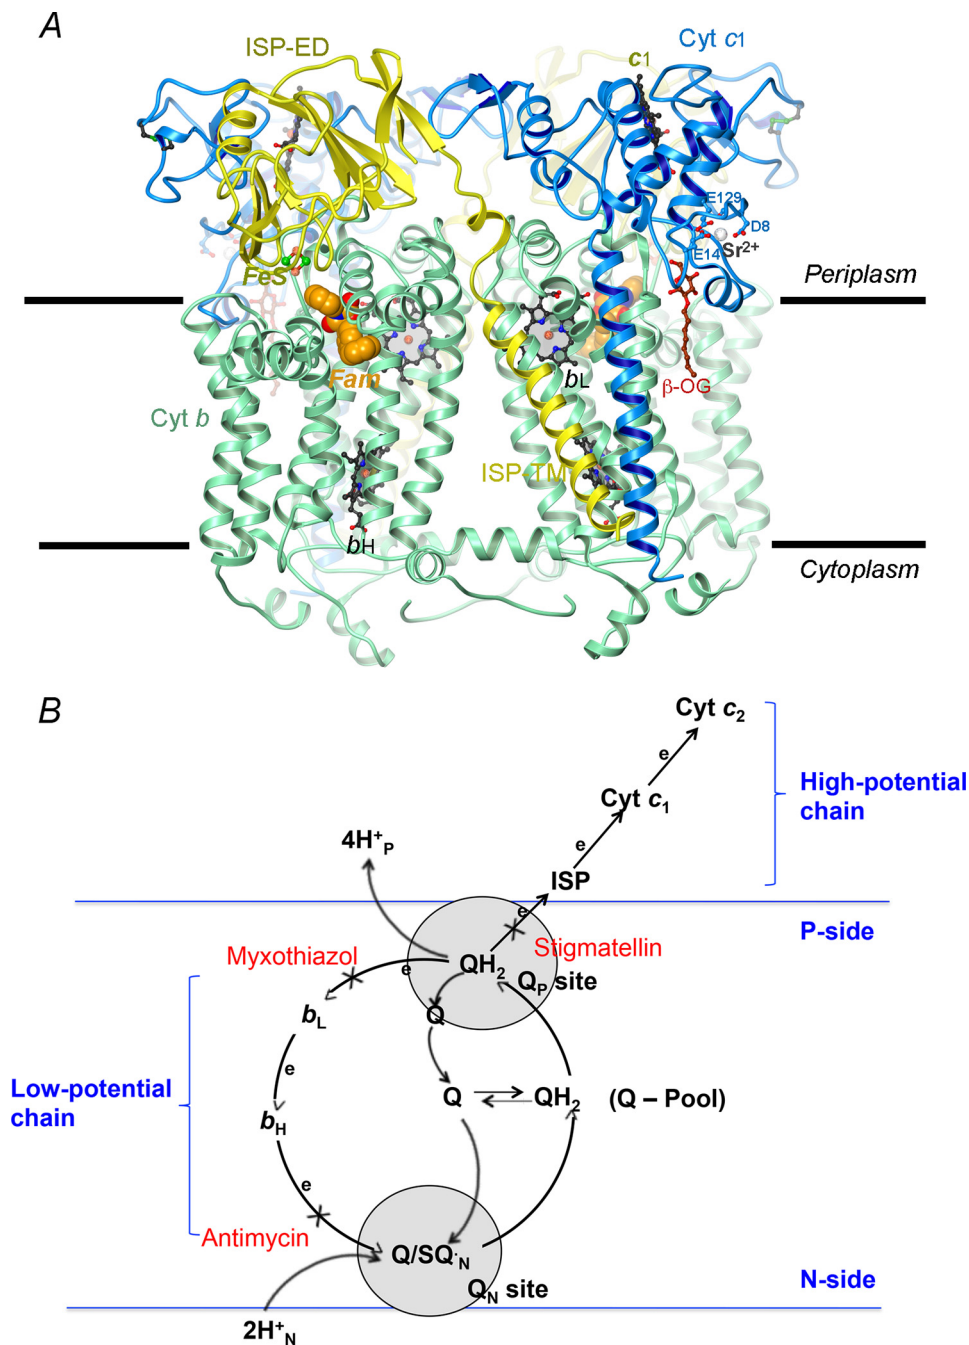 A
ISP-ED
c1
Cyt c1
E129
D8
E14
Sr2+
FeS
Periplasm
Fam
bL
β-OG
Cyt b
ISP-TM
bH
Cytoplasm
B
Cyt c2
e
High-potential
chain
Cyt c1
4H+P
e
ISP
e
P-side
Myxothiazol
Stigmatellin
e
QH2
QP site
bL
Q
Low-potential
chain
e
Q
QH2
(Q – Pool)
bH
e
Antimycin
Q/SQ·N
QN site
N-side
2H+N